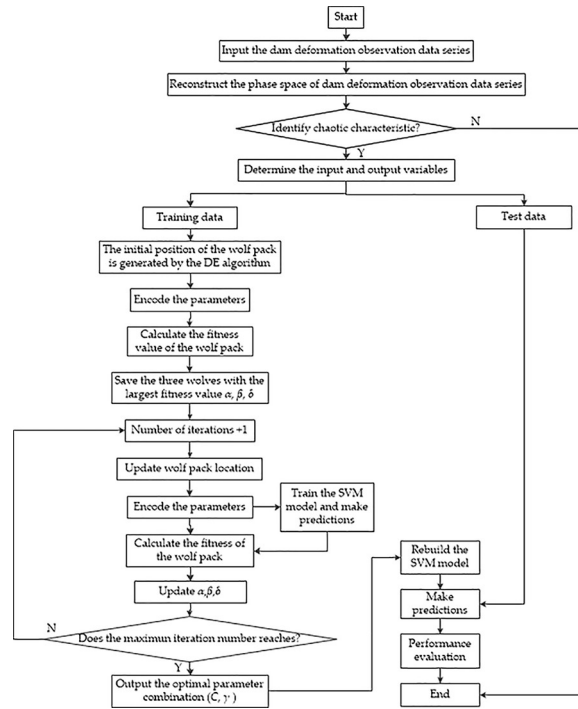 Start
Input the dam deformation observation data series
Reconstruct the phase space of dam deformation observation data series
Identify chaotic characteristic?
N
Y
Determine the input and output variables
Training data
Test data
The initial position of the wolf pack
is generated by the DE algorithm
Encode the parameters
Calculate the fitness
value of the wolf pack
Save the three wolves with the
largest fitness value α, β, δ
Number of iterations +1
Update wolf pack location
Encode the parameters
Train the SVM
model and make
predictions
Calculate the fitness of
the wolf pack
Update α,β,δ
N
Does the maximun iteration number reaches?
Y
Output the optimal parameter
combination (C, γ )
Rebuild the
SVM model
Make
predictions
Performance
evaluation
End